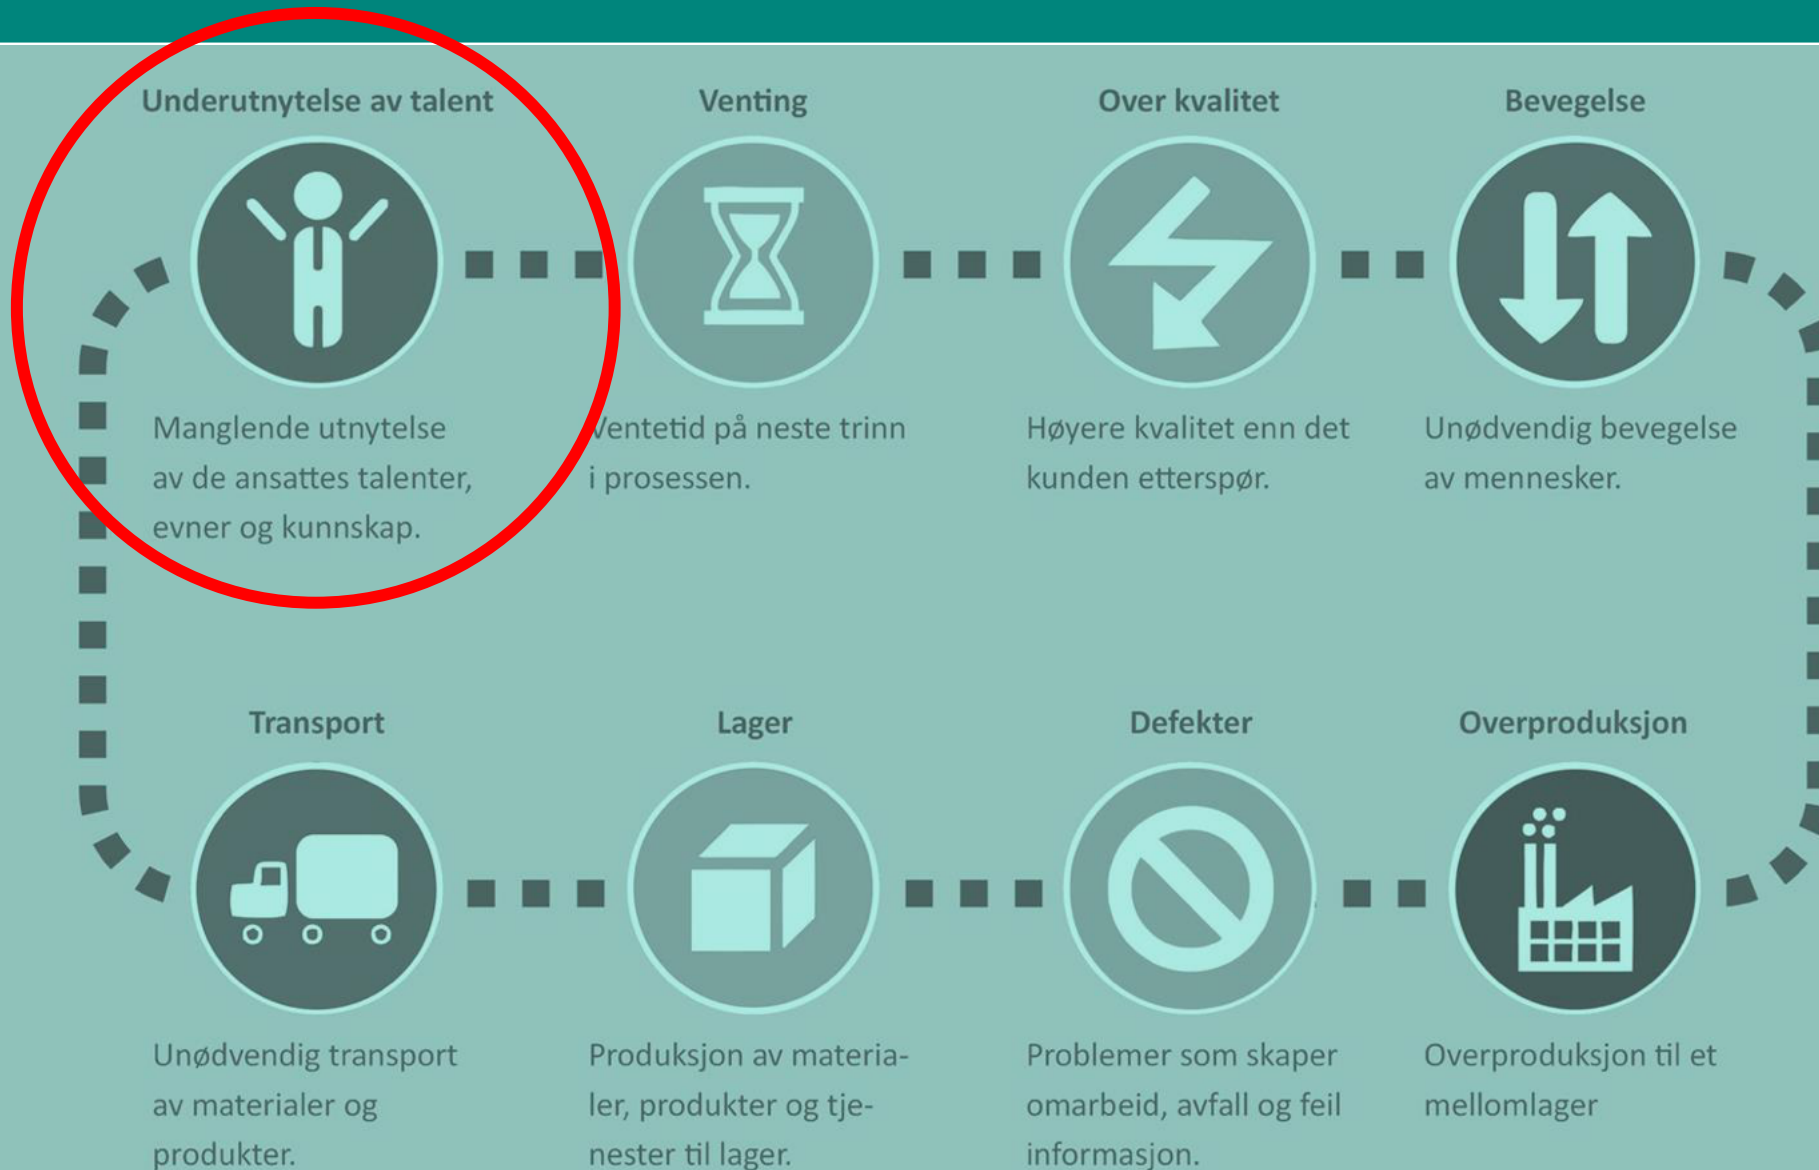 Underutnytelse av talent
Manglende utnytelse
av de ansattes talenter,
evner og kunnskap.
Venting
Ventetid på neste trinn
i prosessen.
Over kvalitet
Høyere kvalitet enn det
kunden etterspør.
Bevegelse
Unødvendig bevegelse
av mennesker.
Transport
Unødvendig transport
av materialer og
produkter.
Lager
Produksjon av materia-
ler, produkter og tje-
nester til lager.
Defekter
Problemer som skaper
omarbeid, avfall og feil
informasjon.
Overproduksjon
Overproduksjon til et
mellomlager